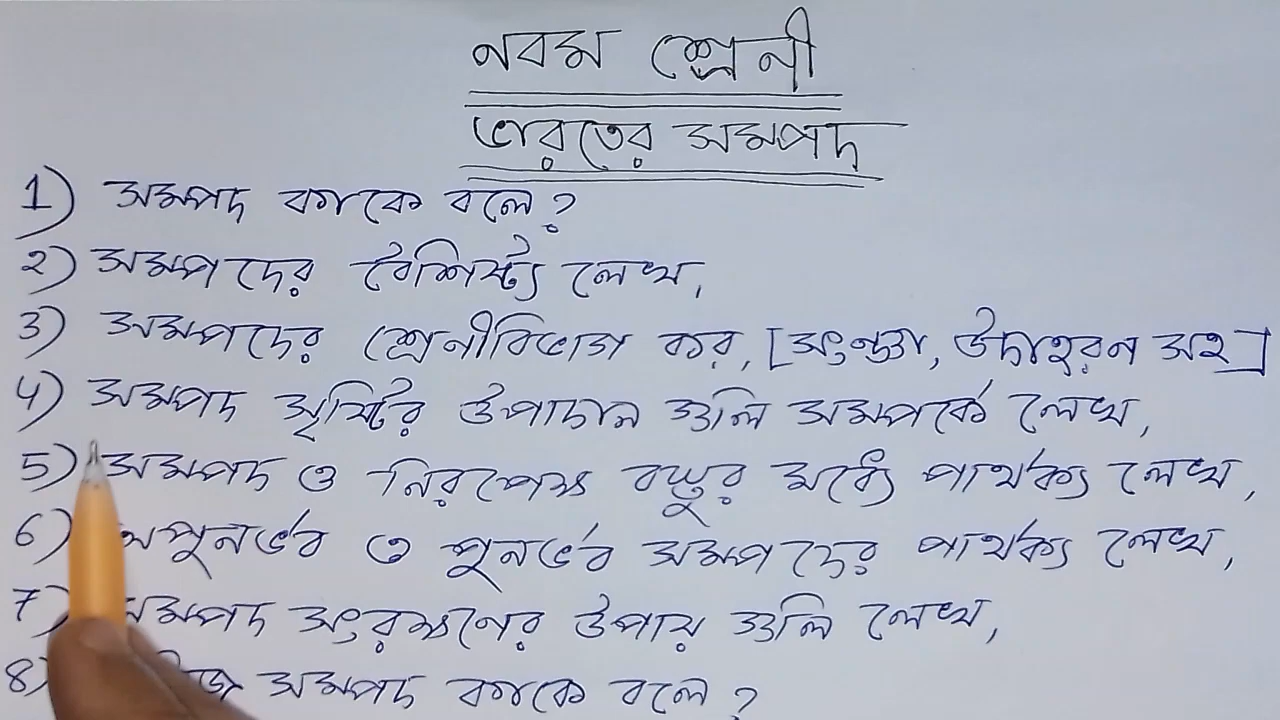 নবম শ্রেনী
ভারতের সম্পদ
1) সম্পদ কাকে বলে?
২) সম্পদের বৈশিষ্ট্য লেখ,
3) সম্পদের শ্রেনীবিভাগ কর, [সংজ্ঞা, উদাহরন সহ]
4) সম্পদ সৃষ্টির উপাদান গুলি সম্পর্কে লেখ,
5) সম্পদ ও নিরপেক্ষ বস্তুর মধ্যে পার্থক্য লেখ,
6) অপুনর্ভব ও পুনর্ভব সম্পদের পার্থক্য লেখ,
7) সম্পদ সংরক্ষণের উপায় গুলি লেখ,
8) সম্পদ কাকে বলে?